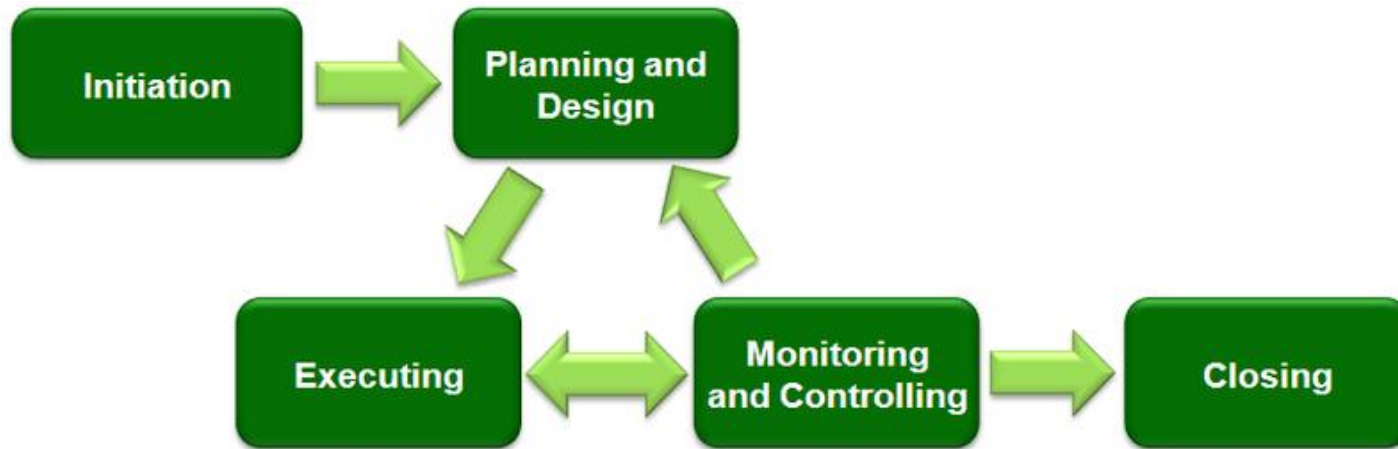 Initiation
Planning and
Design
Executing
Monitoring
and Controlling
Closing